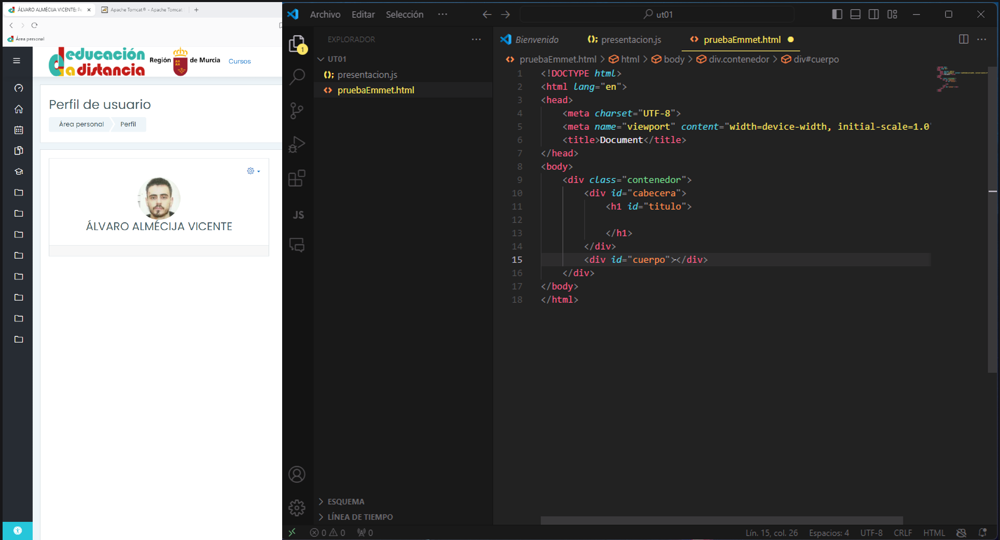 ÁLVARO ALMÉCIJA VICENTE: Pe
Apache Tomcat® - Apache Tomcat
Área personal
educación
a distancia
Región de Murcia
Cursos
Perfil de usuario
Área personal
Perfil
ÁLVARO ALMÉCIJA VICENTE
Archivo Editar Selección ···
ut01
EXPLORADOR
UT01
presentacion.js
pruebaEmmet.html
1
JS
ESQUEMA
LÍNEA DE TIEMPO
Bienvenido
presentacion.js
pruebaEmmet.html
pruebaEmmet.html > html > body > div.contenedor > div#cuerpo
1 <!DOCTYPE html>
2 <html lang="en">
3 <head>
4 <meta charset="UTF-8">
5 <meta name="viewport" content="width=device-width, initial-scale=1.0"
6 <title>Document</title>
7 </head>
8 <body>
9 <div class="contenedor">
10 <div id="cabecera">
11 <h1 id="titulo">
12
13 </h1>
14 </div>
15 <div id="cuerpo"></div>
16 </div>
17 </body>
18 </html>
0 0 0
Lín. 15, col. 26 Espacios: 4 UTF-8 CRLF HTML